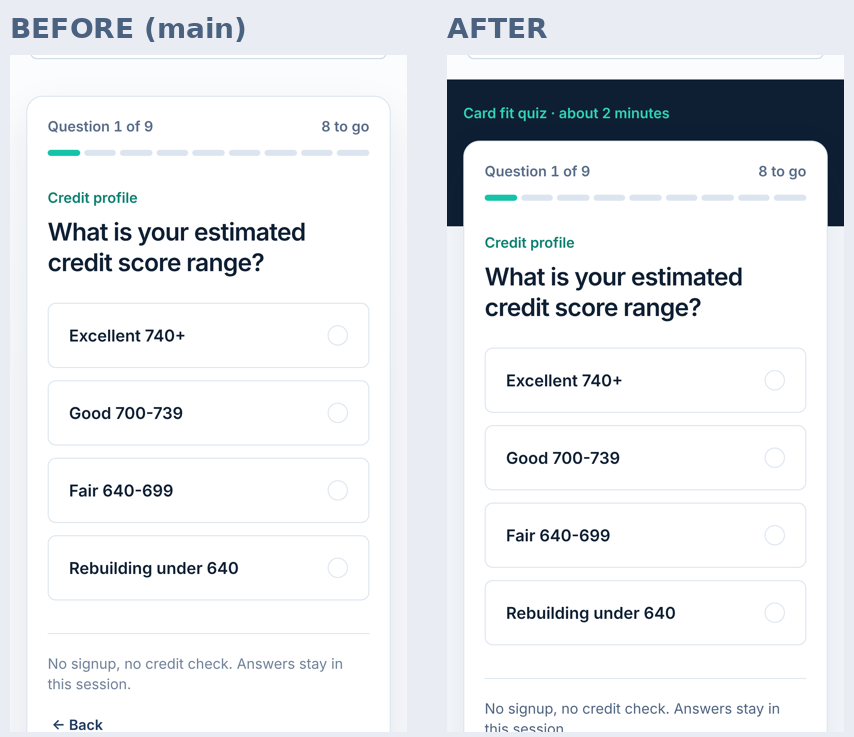 BEFORE (main)
Question 1 of 9
8 to go
Credit profile
What is your estimated
credit score range?
Excellent 740+
Good 700-739
Fair 640-699
Rebuilding under 640
No signup, no credit check. Answers stay in
this session.
← Back
AFTER
Card fit quiz · about 2 minutes
Question 1 of 9
8 to go
Credit profile
What is your estimated
credit score range?
Excellent 740+
Good 700-739
Fair 640-699
Rebuilding under 640
No signup, no credit check. Answers stay in
this session.